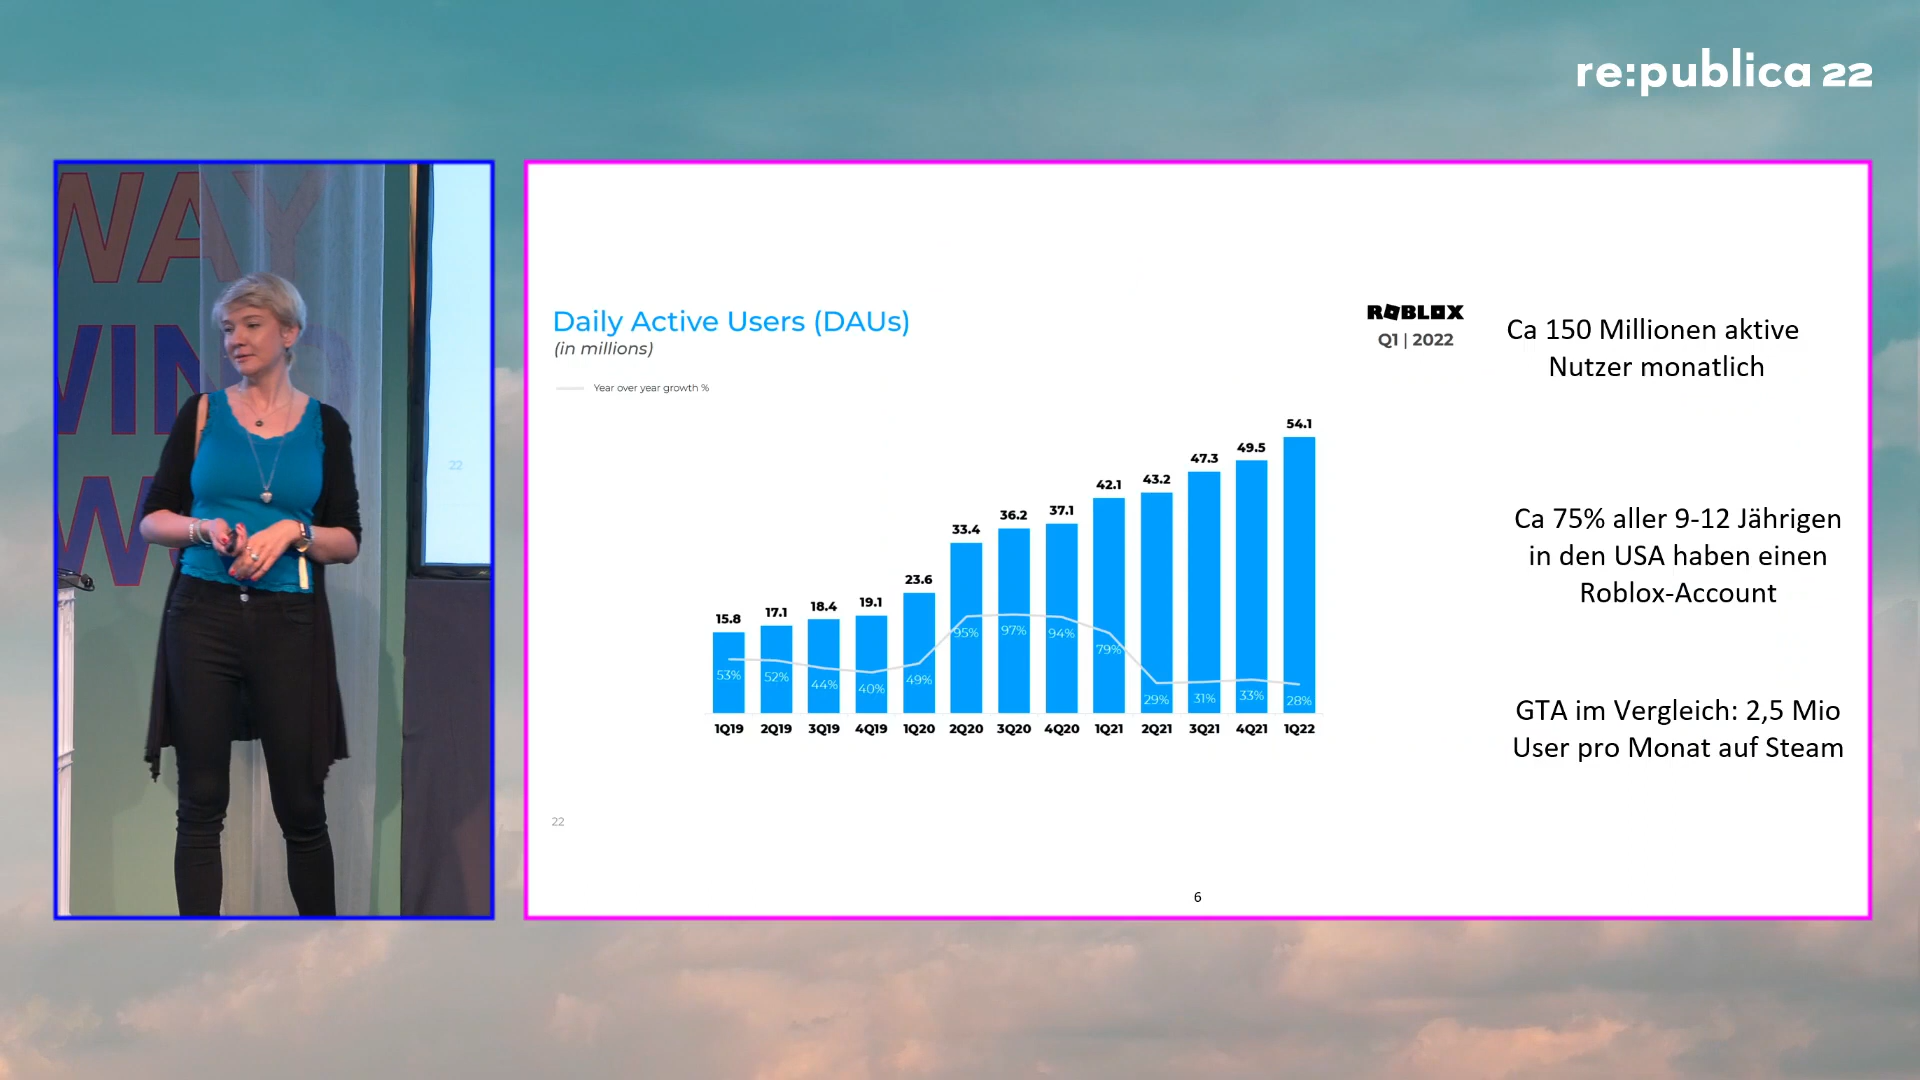 re:publica 22
WAY
22
Daily Active Users (DAUs)
(in millions)
Year over year growth %
ROBLOX
Q1 | 2022
15.8
17.1
18.4
19.1
23.6
33.4
36.2
37.1
42.1
43.2
47.3
49.5
54.1
53%
52%
44%
40%
49%
95%
97%
94%
79%
29%
31%
33%
28%
1Q19 2Q19 3Q19 4Q19 1Q20 2Q20 3Q20 4Q20 1Q21 2Q21 3Q21 4Q21 1Q22
22
Ca 150 Millionen aktive
Nutzer monatlich
Ca 75% aller 9-12 Jährigen
in den USA haben einen
Roblox-Account
GTA im Vergleich: 2,5 Mio
User pro Monat auf Steam
6